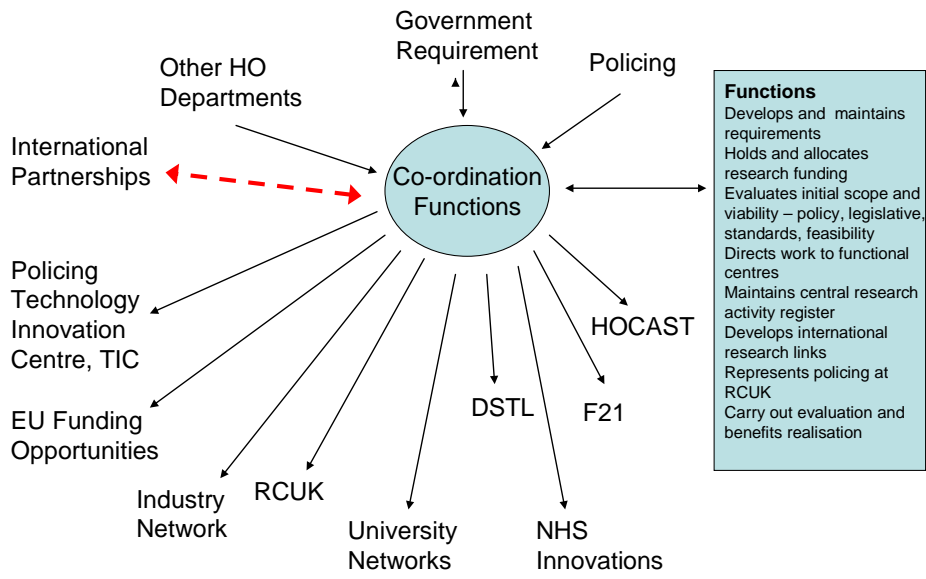 Government
Requirement
Other HO
Departments
Policing
International
Partnerships
Co-ordination
Functions
Policing
Technology
Innovation
Centre, TIC
HOCAST
DSTL
F21
EU Funding
Opportunities
Industry
Network
RCUK
University
Networks
NHS
Innovations
Functions
Develops and maintains
requirements
Holds and allocates
research funding
Evaluates initial scope and
viability – policy, legislative,
standards, feasibility
Directs work to functional
centres
Maintains central research
activity register
Develops international
research links
Represents policing at
RCUK
Carry out evaluation and
benefits realisation